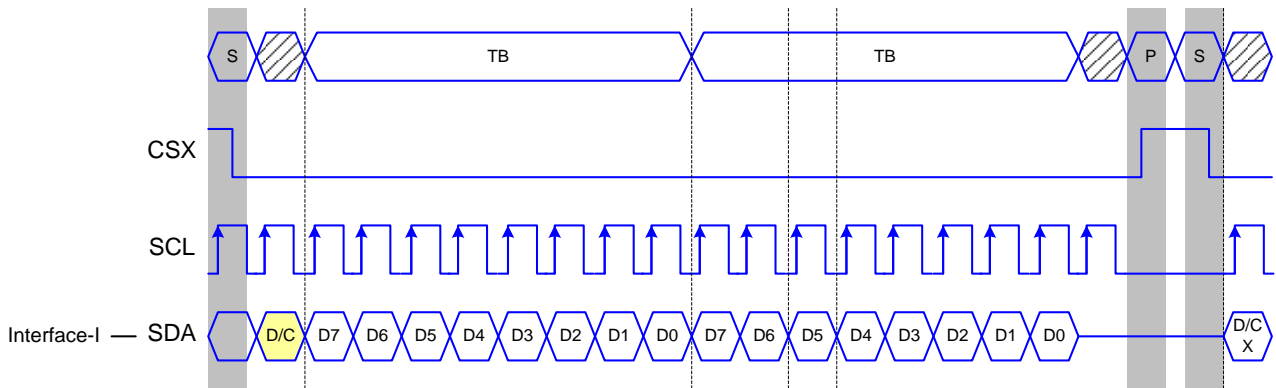 S TB TB P S
CSX
SCL
Interface-I — SDA D/C D7 D6 D5 D4 D3 D2 D1 D0 D7 D6 D5 D4 D3 D2 D1 D0 D/C
X